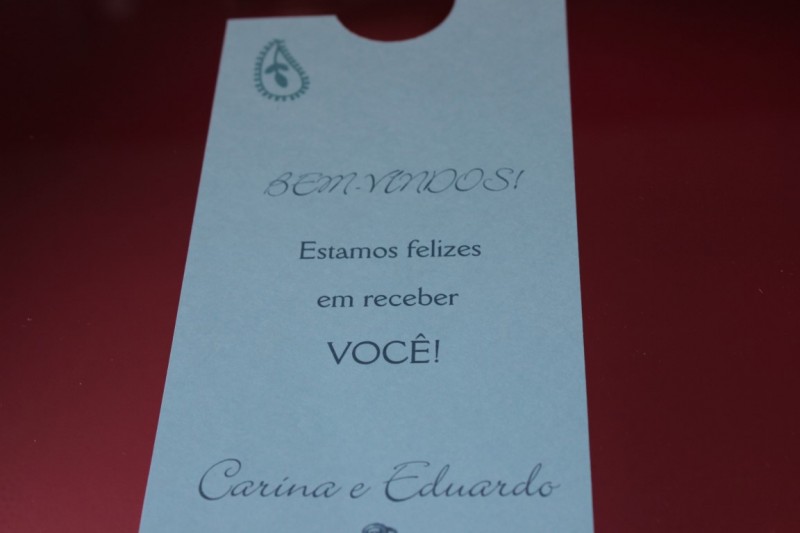 BEM-VINDOS!
Estamos felizes
em receber
VOCÊ!
Carina e Eduardo